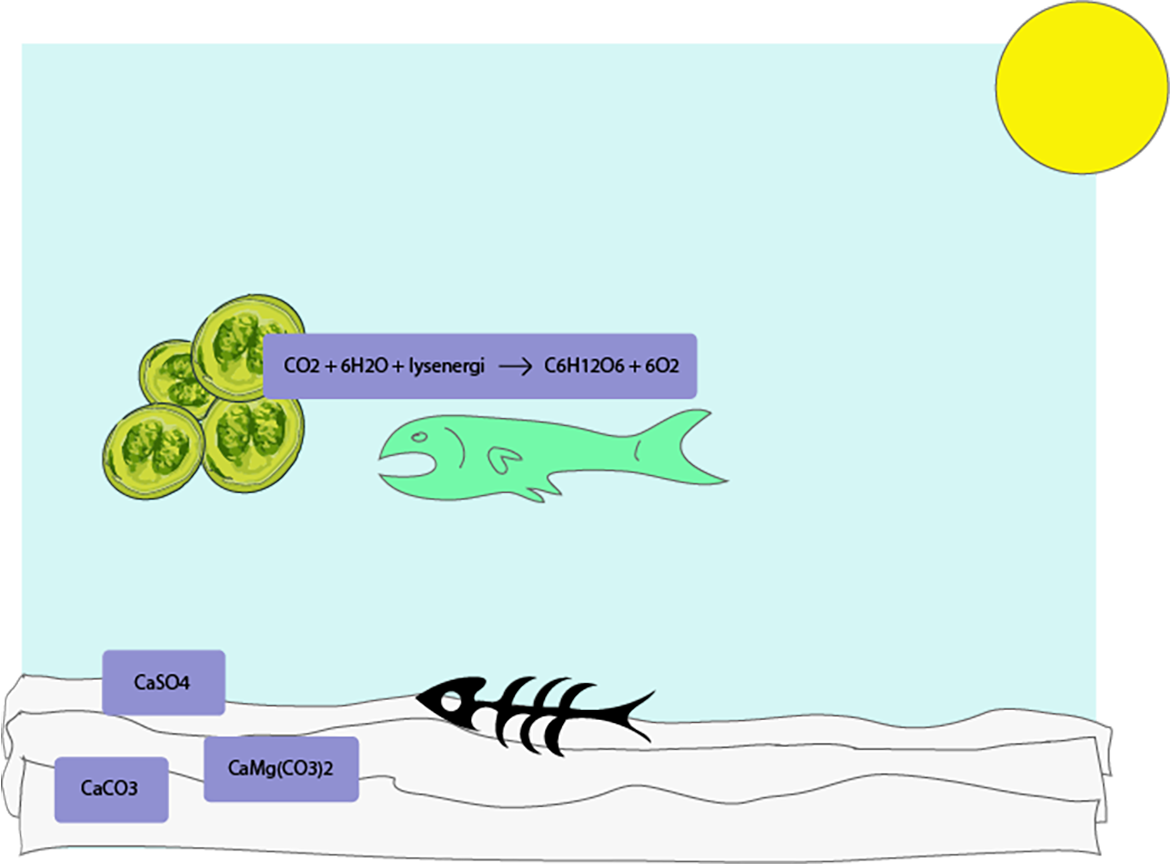 CO2 + 6H2O + lysenergi → C6H12O6 + 6O2
CaSO4
CaMg(CO3)2
CaCO3